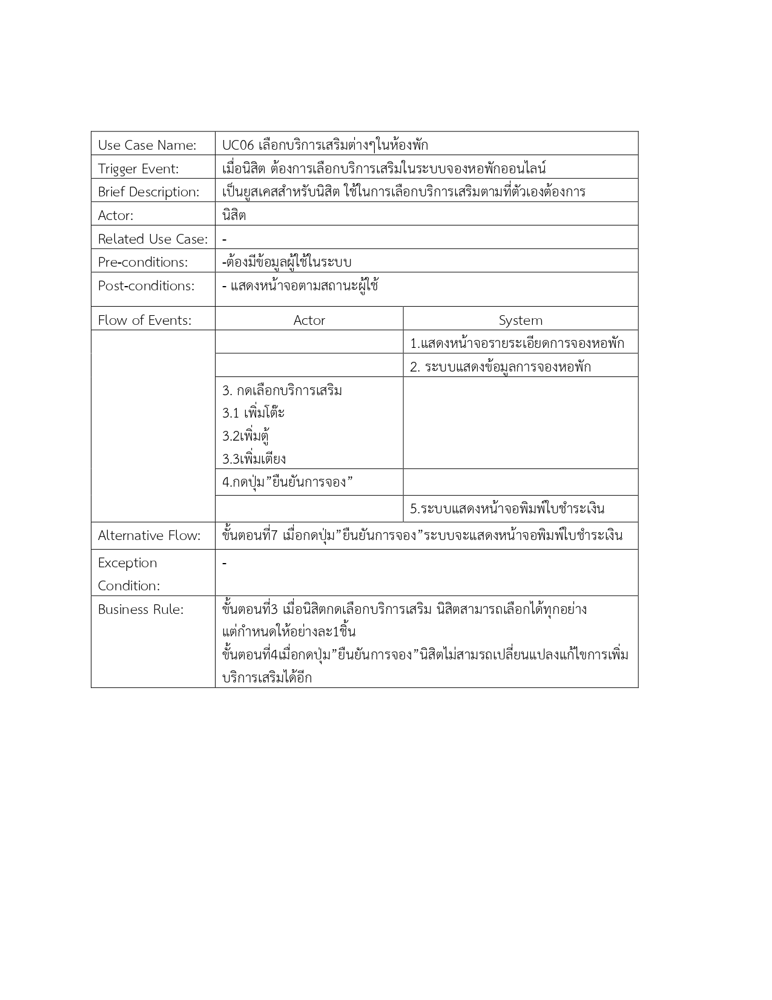 Use Case Name: UC06 เลือกบริการเสริมต่างๆในห้องพัก
Trigger Event: เมื่อนิสิต ต้องการเลือกบริการเสริมในระบบจองหอพักออนไลน์
Brief Description: เป็นยูสเคสสำหรับนิสิต ใช้ในการเลือกบริการเสริมตามที่ตัวเองต้องการ
Actor: นิสิต
Related Use Case: -
Pre-conditions: -ต้องมีข้อมูลผู้ใช้ในระบบ
Post-conditions: - แสดงหน้าจอตามสถานะผู้ใช้
Flow of Events: Actor System
1.แสดงหน้าจอรายระเอียดการจองหอพัก
2. ระบบแสดงข้อมูลการจองหอพัก
3. กดเลือกบริการเสริม
3.1 เพิ่มโต๊ะ
3.2เพิ่มตู้
3.3เพิ่มเตียง
4.กดปุ่ม”ยืนยันการจอง”
5.ระบบแสดงหน้าจอพิมพ์ใบชำระเงิน
Alternative Flow: ขั้นตอนที่7 เมื่อกดปุ่ม”ยืนยันการจอง”ระบบจะแสดงหน้าจอพิมพ์ใบชำระเงิน
Exception -
Condition:
Business Rule: ขั้นตอนที่3 เมื่อนิสิตกดเลือกบริการเสริม นิสิตสามารถเลือกได้ทุกอย่าง
แต่กำหนดให้อย่างละ1ชิ้น
ขั้นตอนที่4เมื่อกดปุ่ม”ยืนยันการจอง”นิสิตไม่สามรถเปลี่ยนแปลงแก้ไขการเพิ่ม
บริการเสริมได้อีก